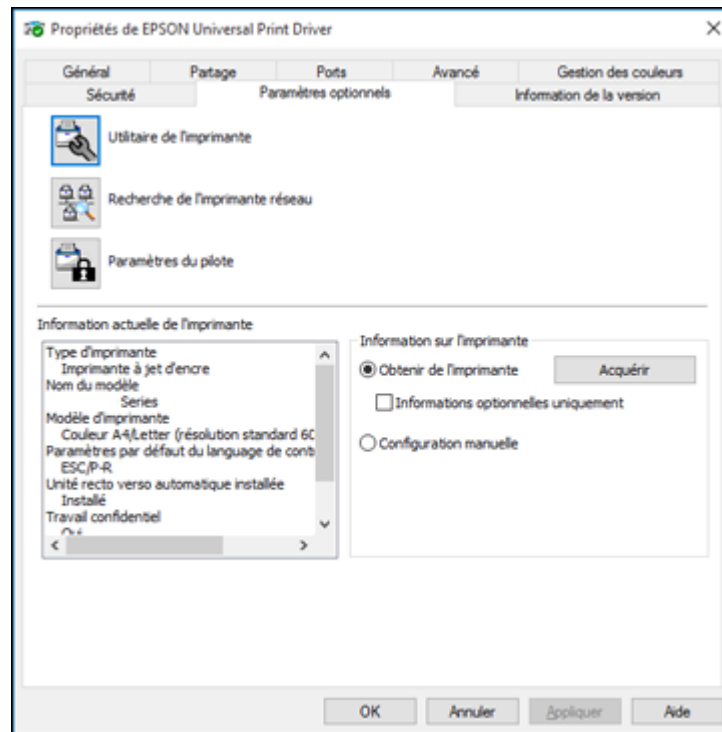 Propriétés de EPSON Universal Print Driver
Général Partage Ports Avancé Gestion des couleurs
Sécurité Paramètres optionnels Information de la version
Utilitaire de l'imprimante
Recherche de l'imprimante réseau
Paramètres du pilote
Information actuelle de l'imprimante
Type d'imprimante
Imprimante à jet d'encre
Nom du modèle
Series
Modèle d'imprimante
Couleur A4/Letter (résolution standard 60
Paramètres par défaut du language de cont
ESC/P-R
Unité recto verso automatique installée
Installé
Travail confidentiel
Oui
Information sur l'imprimante
Obtenir de l'imprimante Acquérir
Informations optionnelles uniquement
Configuration manuelle
OK Annuler Appliquer Aide